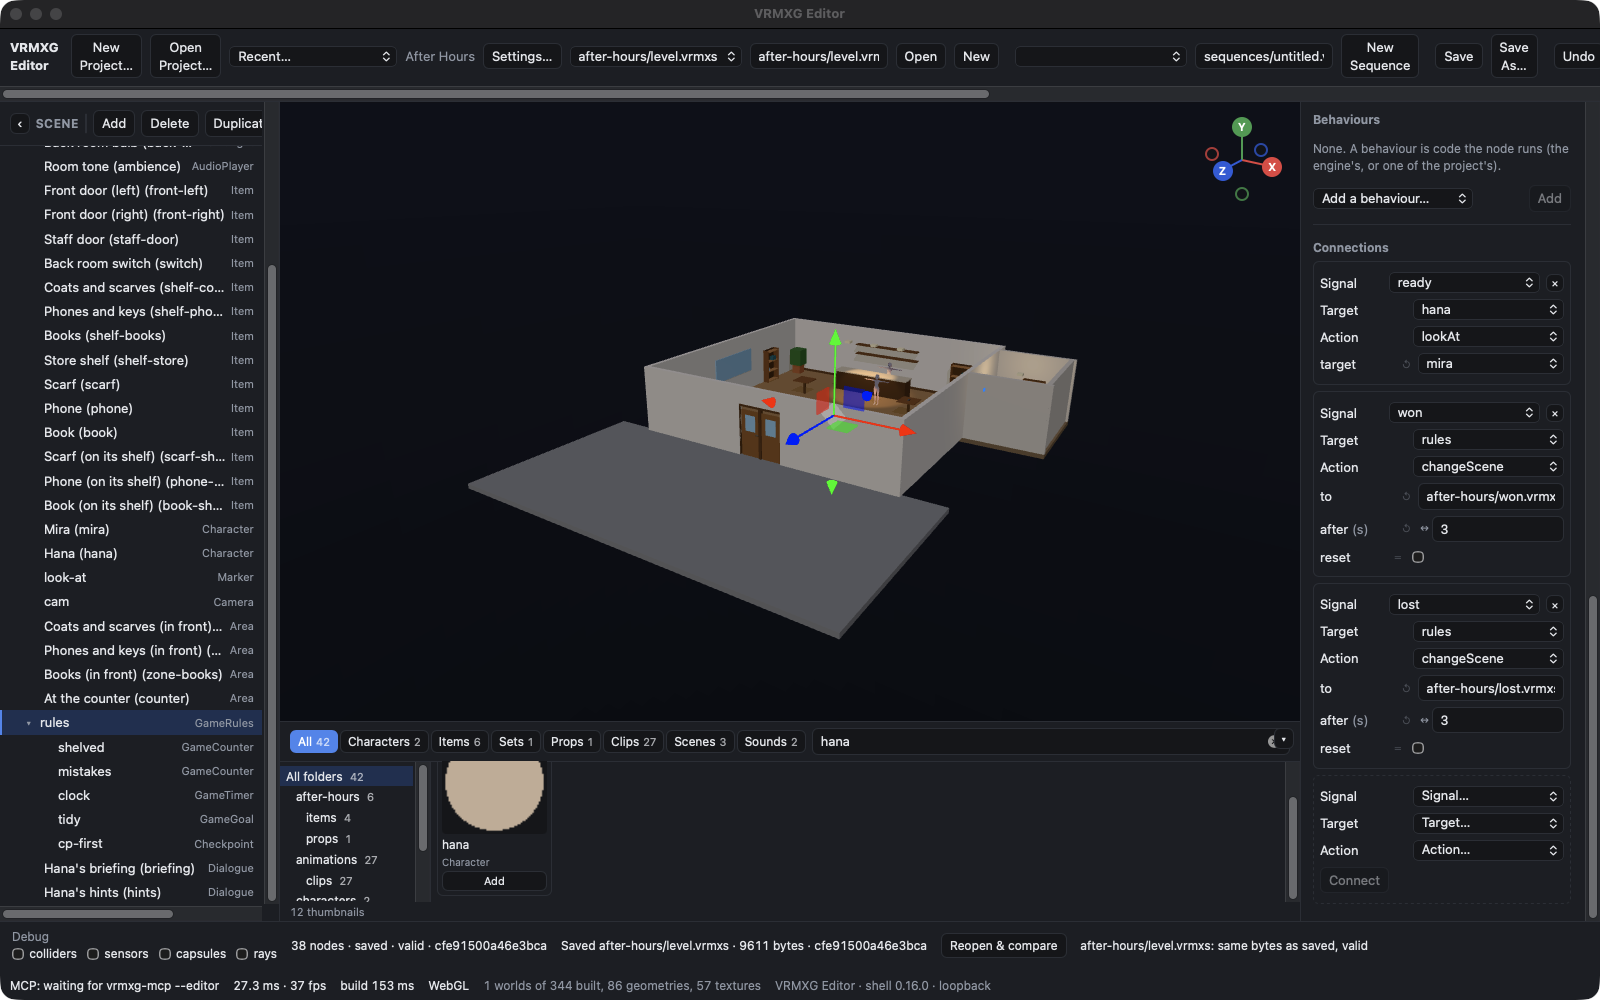 VRMXG Editor
VRMXG Editor
New Project...
Open Project...
Recent...
After Hours
Settings...
after-hours/level.vrmxs
after-hours/level.vrm
Open
New
sequences/untitled.
New Sequence
Save
Save As...
Undo
SCENE
Add
Delete
Duplicat
Room tone (ambience) AudioPlayer
Front door (left) (front-left) Item
Front door (right) (front-right) Item
Staff door (staff-door) Item
Back room switch (switch) Item
Coats and scarves (shelf-co... Item
Phones and keys (shelf-pho... Item
Books (shelf-books) Item
Store shelf (shelf-store) Item
Scarf (scarf) Item
Phone (phone) Item
Book (book) Item
Scarf (on its shelf) (scarf-sh... Item
Phone (on its shelf) (phone-... Item
Book (on its shelf) (book-sh... Item
Mira (mira) Character
Hana (hana) Character
look-at Marker
cam Camera
Coats and scarves (in front)... Area
Phones and keys (in front) (... Area
Books (in front) (zone-books) Area
At the counter (counter) Area
rules GameRules
shelved GameCounter
mistakes GameCounter
clock GameTimer
tidy GameGoal
cp-first Checkpoint
Hana's briefing (briefing) Dialogue
Hana's hints (hints) Dialogue
Y
X
Z
All 42
Characters 2
Items 6
Sets 1
Props 1
Clips 27
Scenes 3
Sounds 2
hana
All folders 42
after-hours 6
items 4
props 1
animations 27
clips 27
characters 2
hana
Character
Add
12 thumbnails
Behaviours
None. A behaviour is code the node runs (the
engine's, or one of the project's).
Add a behaviour...
Add
Connections
Signal ready ×
Target hana
Action lookAt
target mira
Signal won ×
Target rules
Action changeScene
to after-hours/won.vrmx
after (s) 3
reset
Signal lost ×
Target rules
Action changeScene
to after-hours/lost.vrmx
after (s) 3
reset
Signal Signal...
Target Target...
Action Action...
Connect
Debug
colliders
sensors
capsules
rays
38 nodes · saved · valid · cfe91500a46e3bca
Saved after-hours/level.vrmxs · 9611 bytes · cfe91500a46e3bca
Reopen & compare
after-hours/level.vrmxs: same bytes as saved, valid
MCP: waiting for vrmxg-mcp --editor
27.3 ms · 37 fps
build 153 ms
WebGL
1 worlds of 344 built, 86 geometries, 57 textures
VRMXG Editor · shell 0.16.0 · loopback